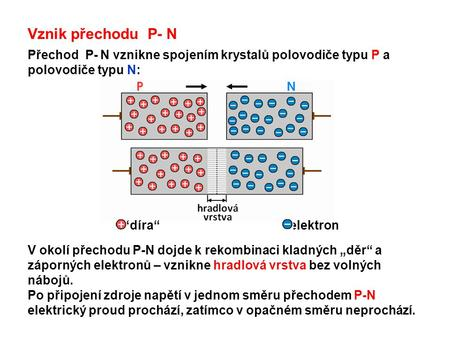 Vznik přechodu P- N
Přechod P- N vznikne spojením krystalů polovodiče typu P a
polovodiče typu N:
P N
hradlová
vrstva
“díra“ elektron
V okolí přechodu P-N dojde k rekombinaci kladných „děr“ a
záporných elektronů – vznikne hradlová vrstva bez volných
nábojů.
Po připojení zdroje napětí v jednom směru přechodem P-N
elektrický proud prochází, zatímco v opačném směru neprochází.